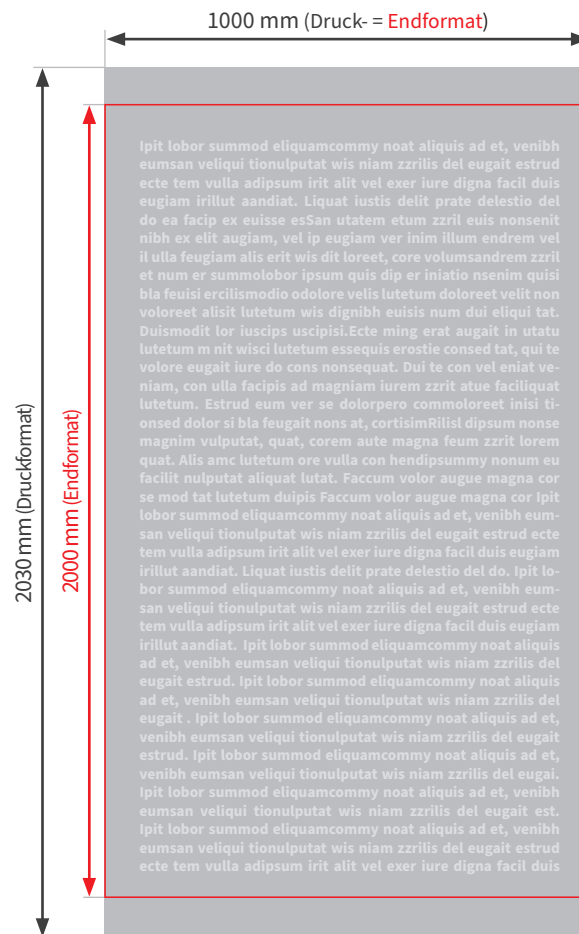 1000 mm (Druck- = Endformat)
2030 mm (Druckformat)
2000 mm (Endformat)
Ipit lobor summod eliquamcommy noat aliquis ad et, venibh
eumsan veliqui tionulputat wis niam zzrilis del eugait estrud
ecte tem vulla adipsum irit alit vel exer iure digna facil duis
eugiam irillut aandiat. Liquat iustis delit prate delestio del
do ea facip ex euisse esSan utatem etum zzril euis nonsenit
nibh ex elit augiam, vel ip eugiam ver inim illum endrem vel
il ulla feugiam alis erit wis dit loreet, core volumsandrem zzril
et num er summolobor ipsum quis dip er iniatio nsenim quisi
bla feuisi ercilismodio odolore velis lutetum doloreet velit non
voloreet alisit lutetum wis dignibh euisis num dui eliqui tat.
Duismodit lor iuscips uscipisi.Ecte ming erat augait in utatu
lutetum m nit wisci lutetum essequis erostie consed tat, qui te
volore eugait iure do cons nonsequat. Dui te con vel eniat ve-
niam, con ulla facipis ad magniam iurem zzrit atue faciliquat
lutetum. Estrud eum ver se dolorpero commoloreet inisi ti-
onsed dolor si bla feugait nons at, cortisimRilisl dipsum nonse
magnim vulputat, quat, corem aute magna feum zzrit lorem
quat. Alis amc lutetum ore vulla con hendipsummy nonum eu
facilit nulputat aliquat lutat. Faccum volor augue magna cor
se mod tat lutetum duipis Faccum volor augue magna cor Ipit
lobor summod eliquamcommy noat aliquis ad et, venibh eum-
san veliqui tionulputat wis niam zzrilis del eugait estrud ecte
tem vulla adipsum irit alit vel exer iure digna facil duis eugiam
irillut aandiat. Liquat iustis delit prate delestio del do. Ipit lo-
bor summod eliquamcommy noat aliquis ad et, venibh eum-
san veliqui tionulputat wis niam zzrilis del eugait estrud ecte
tem vulla adipsum irit alit vel exer iure digna facil duis eugiam
irillut aandiat. Ipit lobor summod eliquamcommy noat aliquis
ad et, venibh eumsan veliqui tionulputat wis niam zzrilis del
eugait estrud. Ipit lobor summod eliquamcommy noat aliquis
ad et, venibh eumsan veliqui tionulputat wis niam zzrilis del
eugait . Ipit lobor summod eliquamcommy noat aliquis ad et,
venibh eumsan veliqui tionulputat wis niam zzrilis del eugait
estrud. Ipit lobor summod eliquamcommy noat aliquis ad et,
venibh eumsan veliqui tionulputat wis niam zzrilis del eugai.
Ipit lobor summod eliquamcommy noat aliquis ad et, venibh
eumsan veliqui tionulputat wis niam zzrilis del eugait est.
Ipit lobor summod eliquamcommy noat aliquis ad et, venibh
eumsan veliqui tionulputat wis niam zzrilis del eugait estrud
ecte tem vulla adipsum irit alit vel exer iure digna facil duis